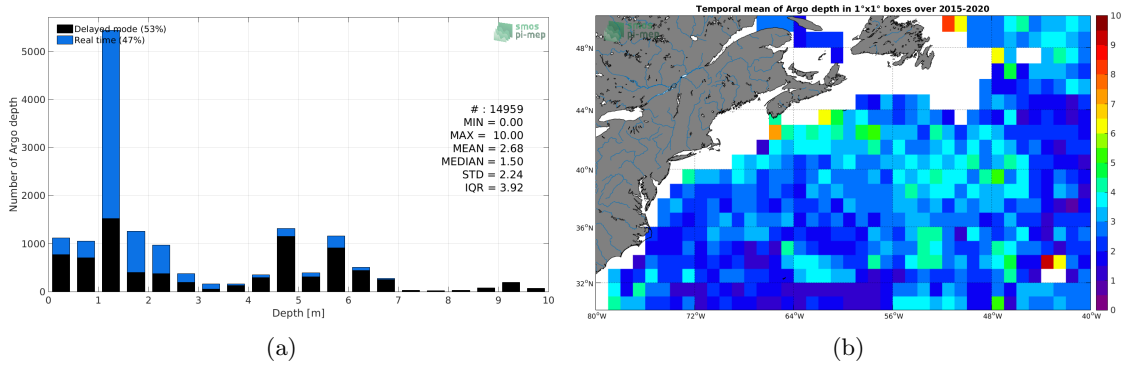 Delayed mode (53%)
Real time (47%)
smos
pi-mep
# : 14959
MIN = 0.00
MAX = 10.00
MEAN = 2.68
MEDIAN = 1.50
STD = 2.24
IQR = 3.92
Number of Argo depth
5000
4000
3000
2000
1000
0
0 1 2 3 4 5 6 7 8 9 10
Depth [m]
(a)
Temporal mean of Argo depth in 1°x1° boxes over 2015-2020
smos
pi-mep
48°N
44°N
40°N
36°N
32°N
80°W 72°W 64°W 56°W 48°W 40°W
10
9
8
7
6
5
4
3
2
1
0
(b)